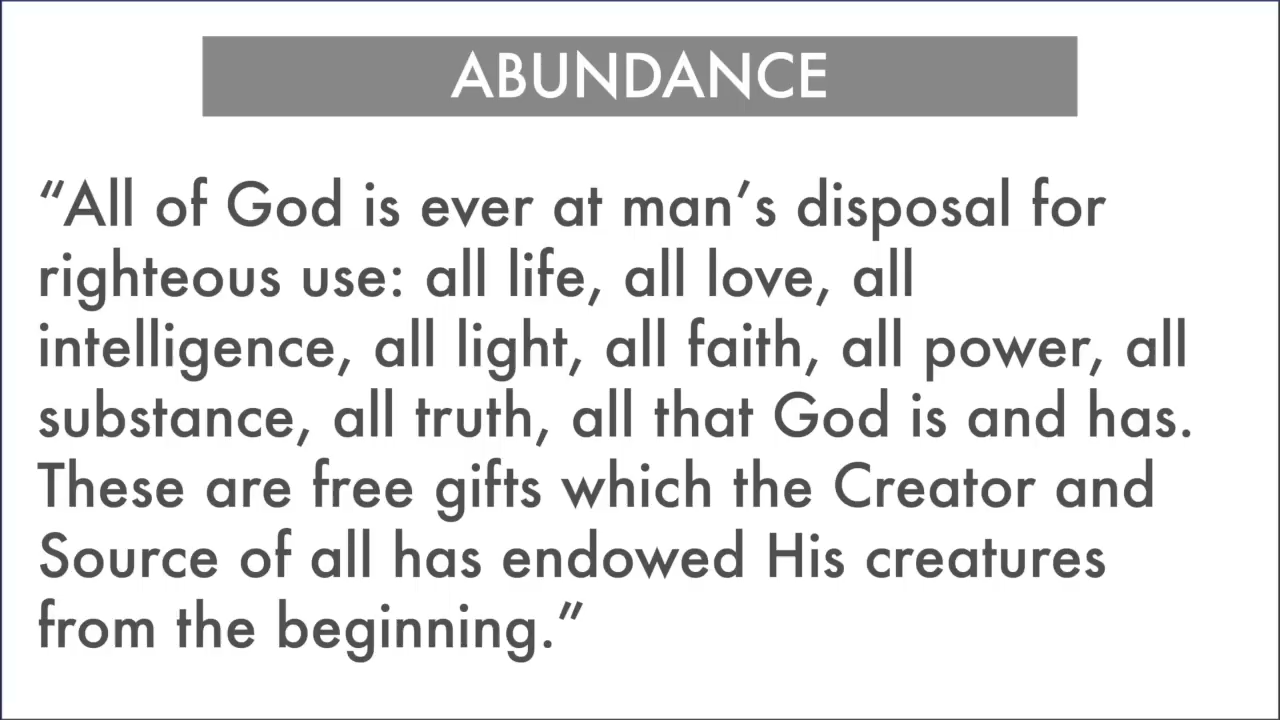 ABUNDANCE
“All of God is ever at man’s disposal for
righteous use: all life, all love, all
intelligence, all light, all faith, all power, all
substance, all truth, all that God is and has.
These are free gifts which the Creator and
Source of all has endowed His creatures
from the beginning.”